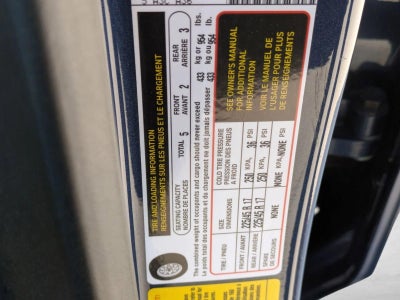 TIRE AND LOADING INFORMATION
RENSEIGNEMENTS SUR LES PNEUS ET LE CHARGEMENT
SEATING CAPACITY
NOMBRE DE PLACES
TOTAL 5
FRONT
AVANT 2
REAR
ARRIERE 3
The combined weight of occupants and cargo should never exceed 433 kg or 954 lbs.
Le poids total des occupants et du chargement ne doit jamais dépasser 433 kg ou 954 lb.
TIRE / PNEU
SIZE
DIMENSIONS
COLD TIRE PRESSURE
PRESSION DES PNEUS
A FROID
FRONT / AVANT 225/45 R 17 250 KPA, 36 PSI
REAR / ARRIÈRE 225/45 R 17 250 KPA, 36 PSI
SPARE
DE SECOURS NONE NONE KPA, NONE PSI
SEE OWNER'S MANUAL
FOR ADDITIONAL
INFORMATION
VOIR LE MANUEL DE
L'USAGER POUR PLUS
DE RENSEIGNEMENTS